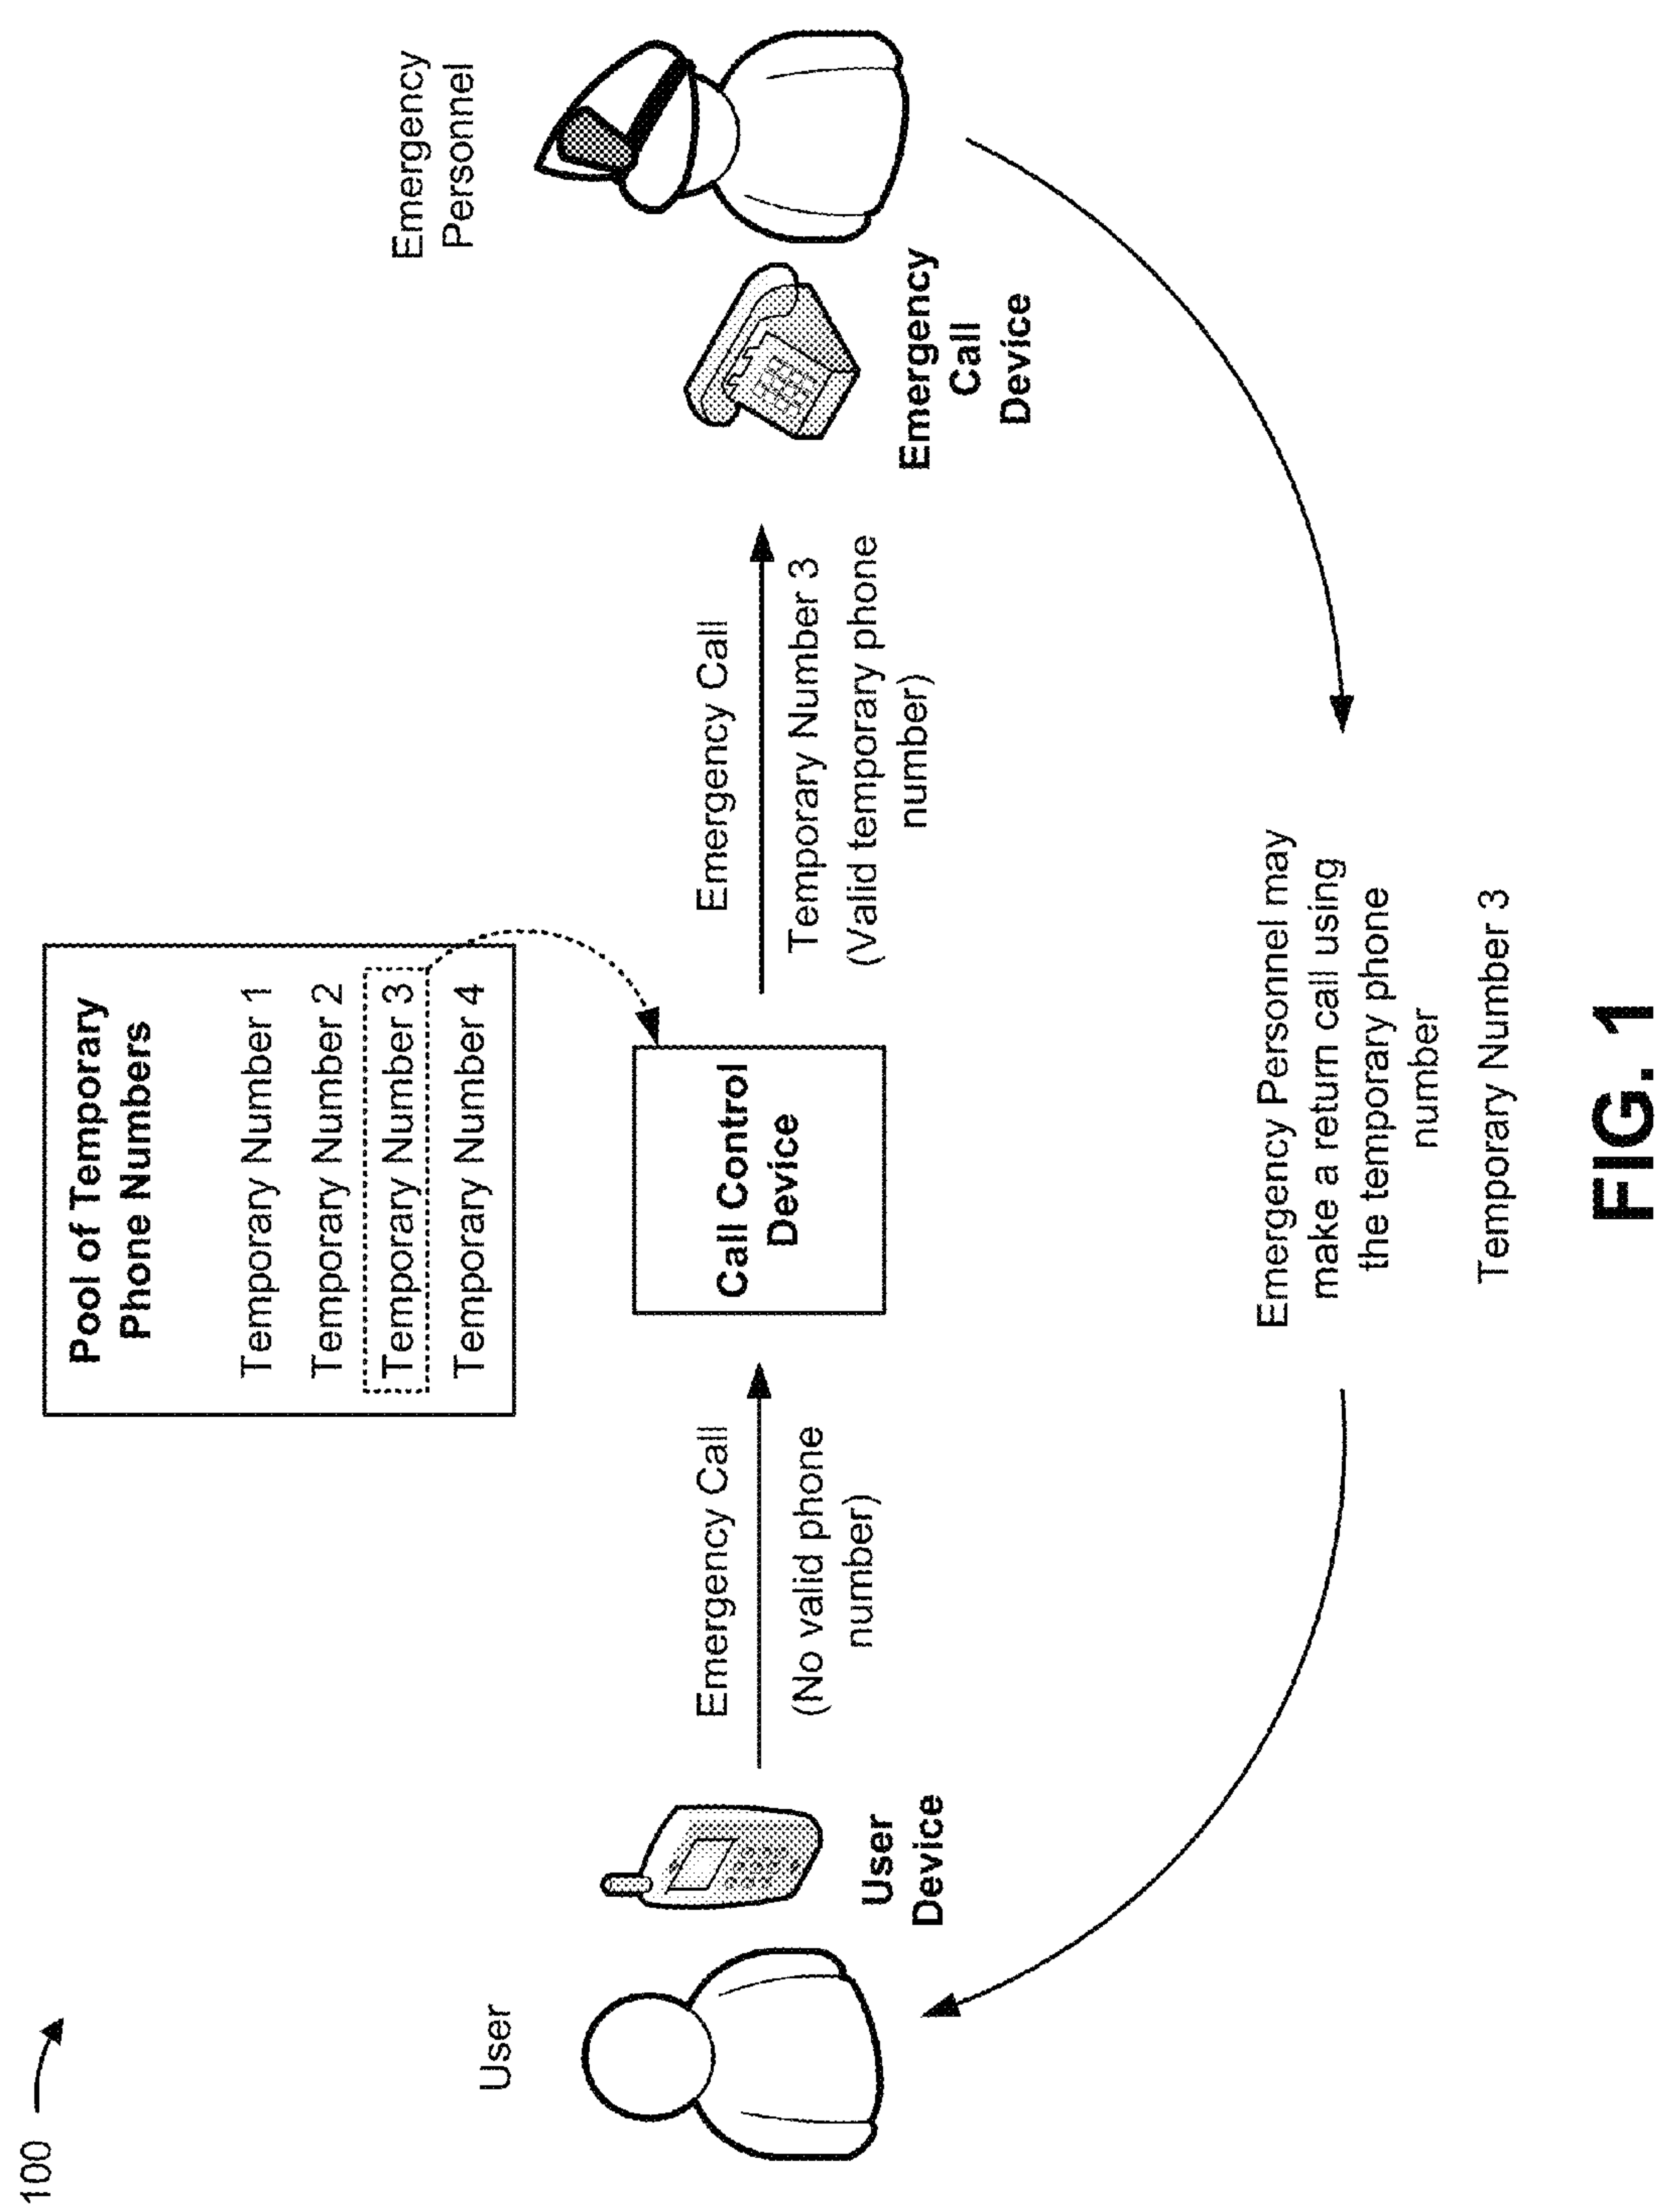 100
Pool of Temporary
Phone Numbers
Temporary Number 1
Temporary Number 2
Temporary Number 3
Temporary Number 4
User
User
Device
Emergency Call
(No valid phone
number)
Call Control
Device
Emergency Call
Temporary Number 3
(Valid temporary phone
number)
Emergency
Personnel
Emergency
Call
Device
Emergency Personnel may
make a return call using
the temporary phone
number
Temporary Number 3
FIG. 1